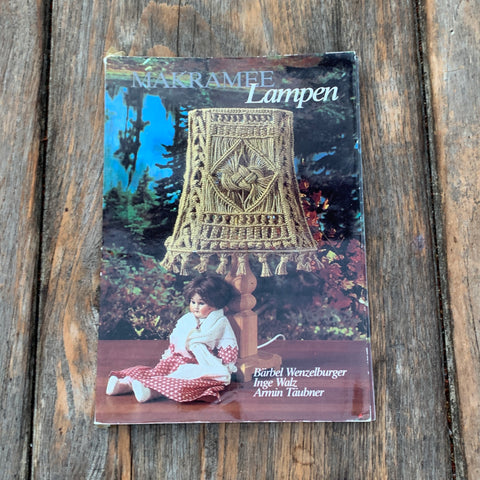 MAKRAMEE
Lampen
Bärbel Wenzelburger
Inge Walz
Armin Täubner